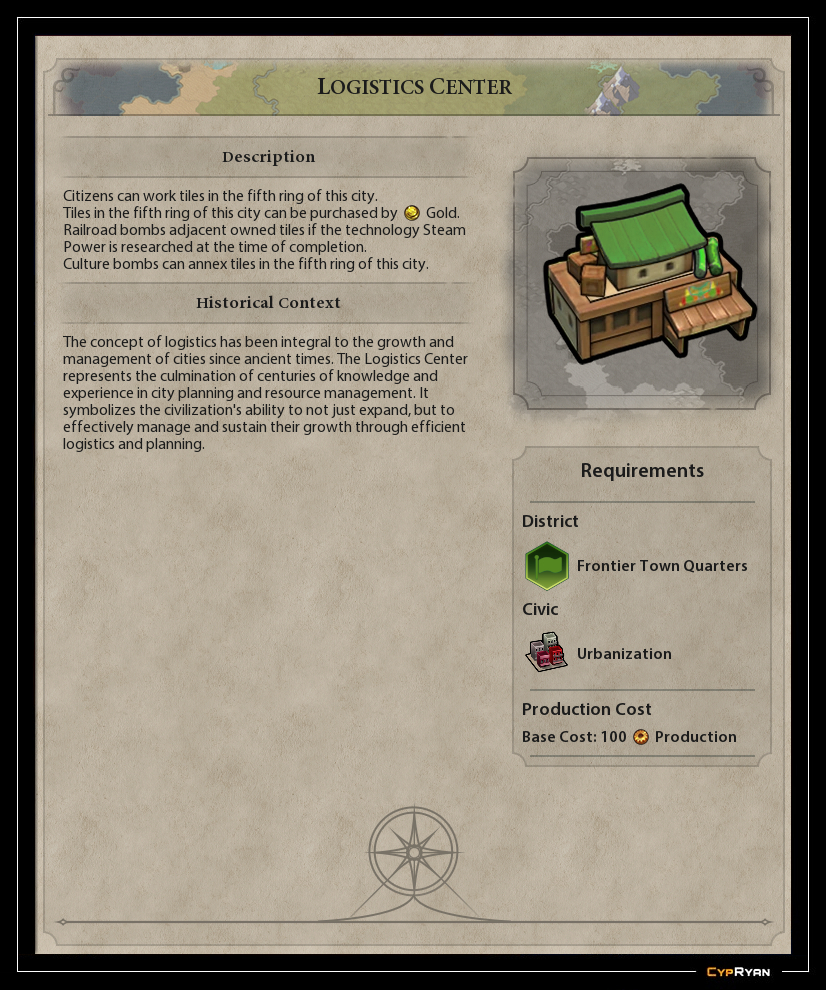 LOGISTICS CENTER
Description
Citizens can work tiles in the fifth ring of this city.
Tiles in the fifth ring of this city can be purchased by Gold.
Railroad bombs adjacent owned tiles if the technology Steam
Power is researched at the time of completion.
Culture bombs can annex tiles in the fifth ring of this city.
Historical Context
The concept of logistics has been integral to the growth and
management of cities since ancient times. The Logistics Center
represents the culmination of centuries of knowledge and
experience in city planning and resource management. It
symbolizes the civilization's ability to not just expand, but to
effectively manage and sustain their growth through efficient
logistics and planning.
Requirements
District
Frontier Town Quarters
Civic
Urbanization
Production Cost
Base Cost: 100 Production
CYPRYAN